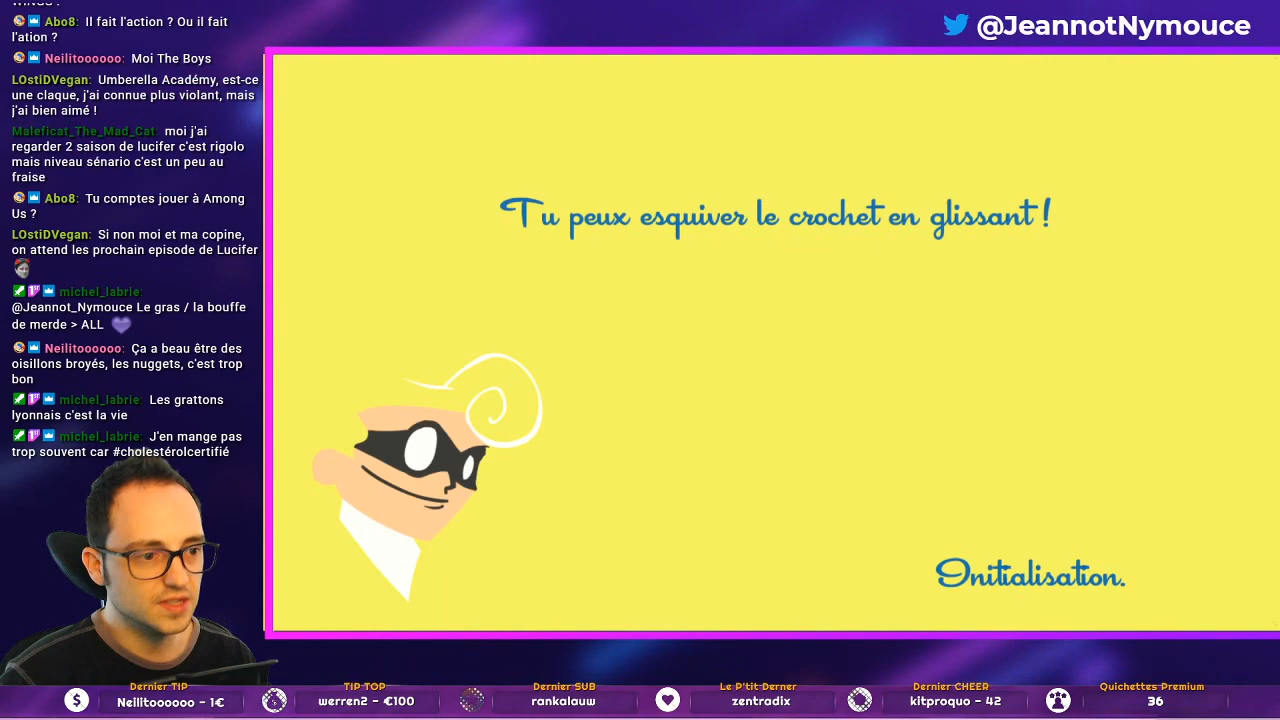 WINGS !
Abo8: Il fait l'action ? Ou il fait
l'ation ?
Neilitoooooo: Moi The Boys
LOstiDVegan: Umberella Académy, est-ce
une claque, j'ai connue plus violant, mais
j'ai bien aimé !
Maleficat_The_Mad_Cat: moi j'ai
regarder 2 saison de lucifer c'est rigolo
mais niveau sénario c'est un peu au
fraise
Abo8: Tu comptes jouer à Among
Us ?
LOstiDVegan: Si non moi et ma copine,
on attend les prochain episode de Lucifer
michel_labrie:
@Jeannot_Nymouce Le gras / la bouffe
de merde > ALL
Neilitoooooo: Ça a beau être des
oisillons broyés, les nuggets, c'est trop
bon
michel_labrie: Les grattons
lyonnais c'est la vie
michel_labrie: J'en mange pas
trop souvent car #cholestérolcertifié
@JeannotNymouce
Tu peux esquiver le crochet en glissant !
Initialisation.
Dernier TIP
Neilitoooooo - 1€
TIP TOP
werren2 - €100
Dernier SUB
rankalauw
Le P'tit Derner
zentradix
Dernier CHEER
kitproquo - 42
Quichettes Premium
36